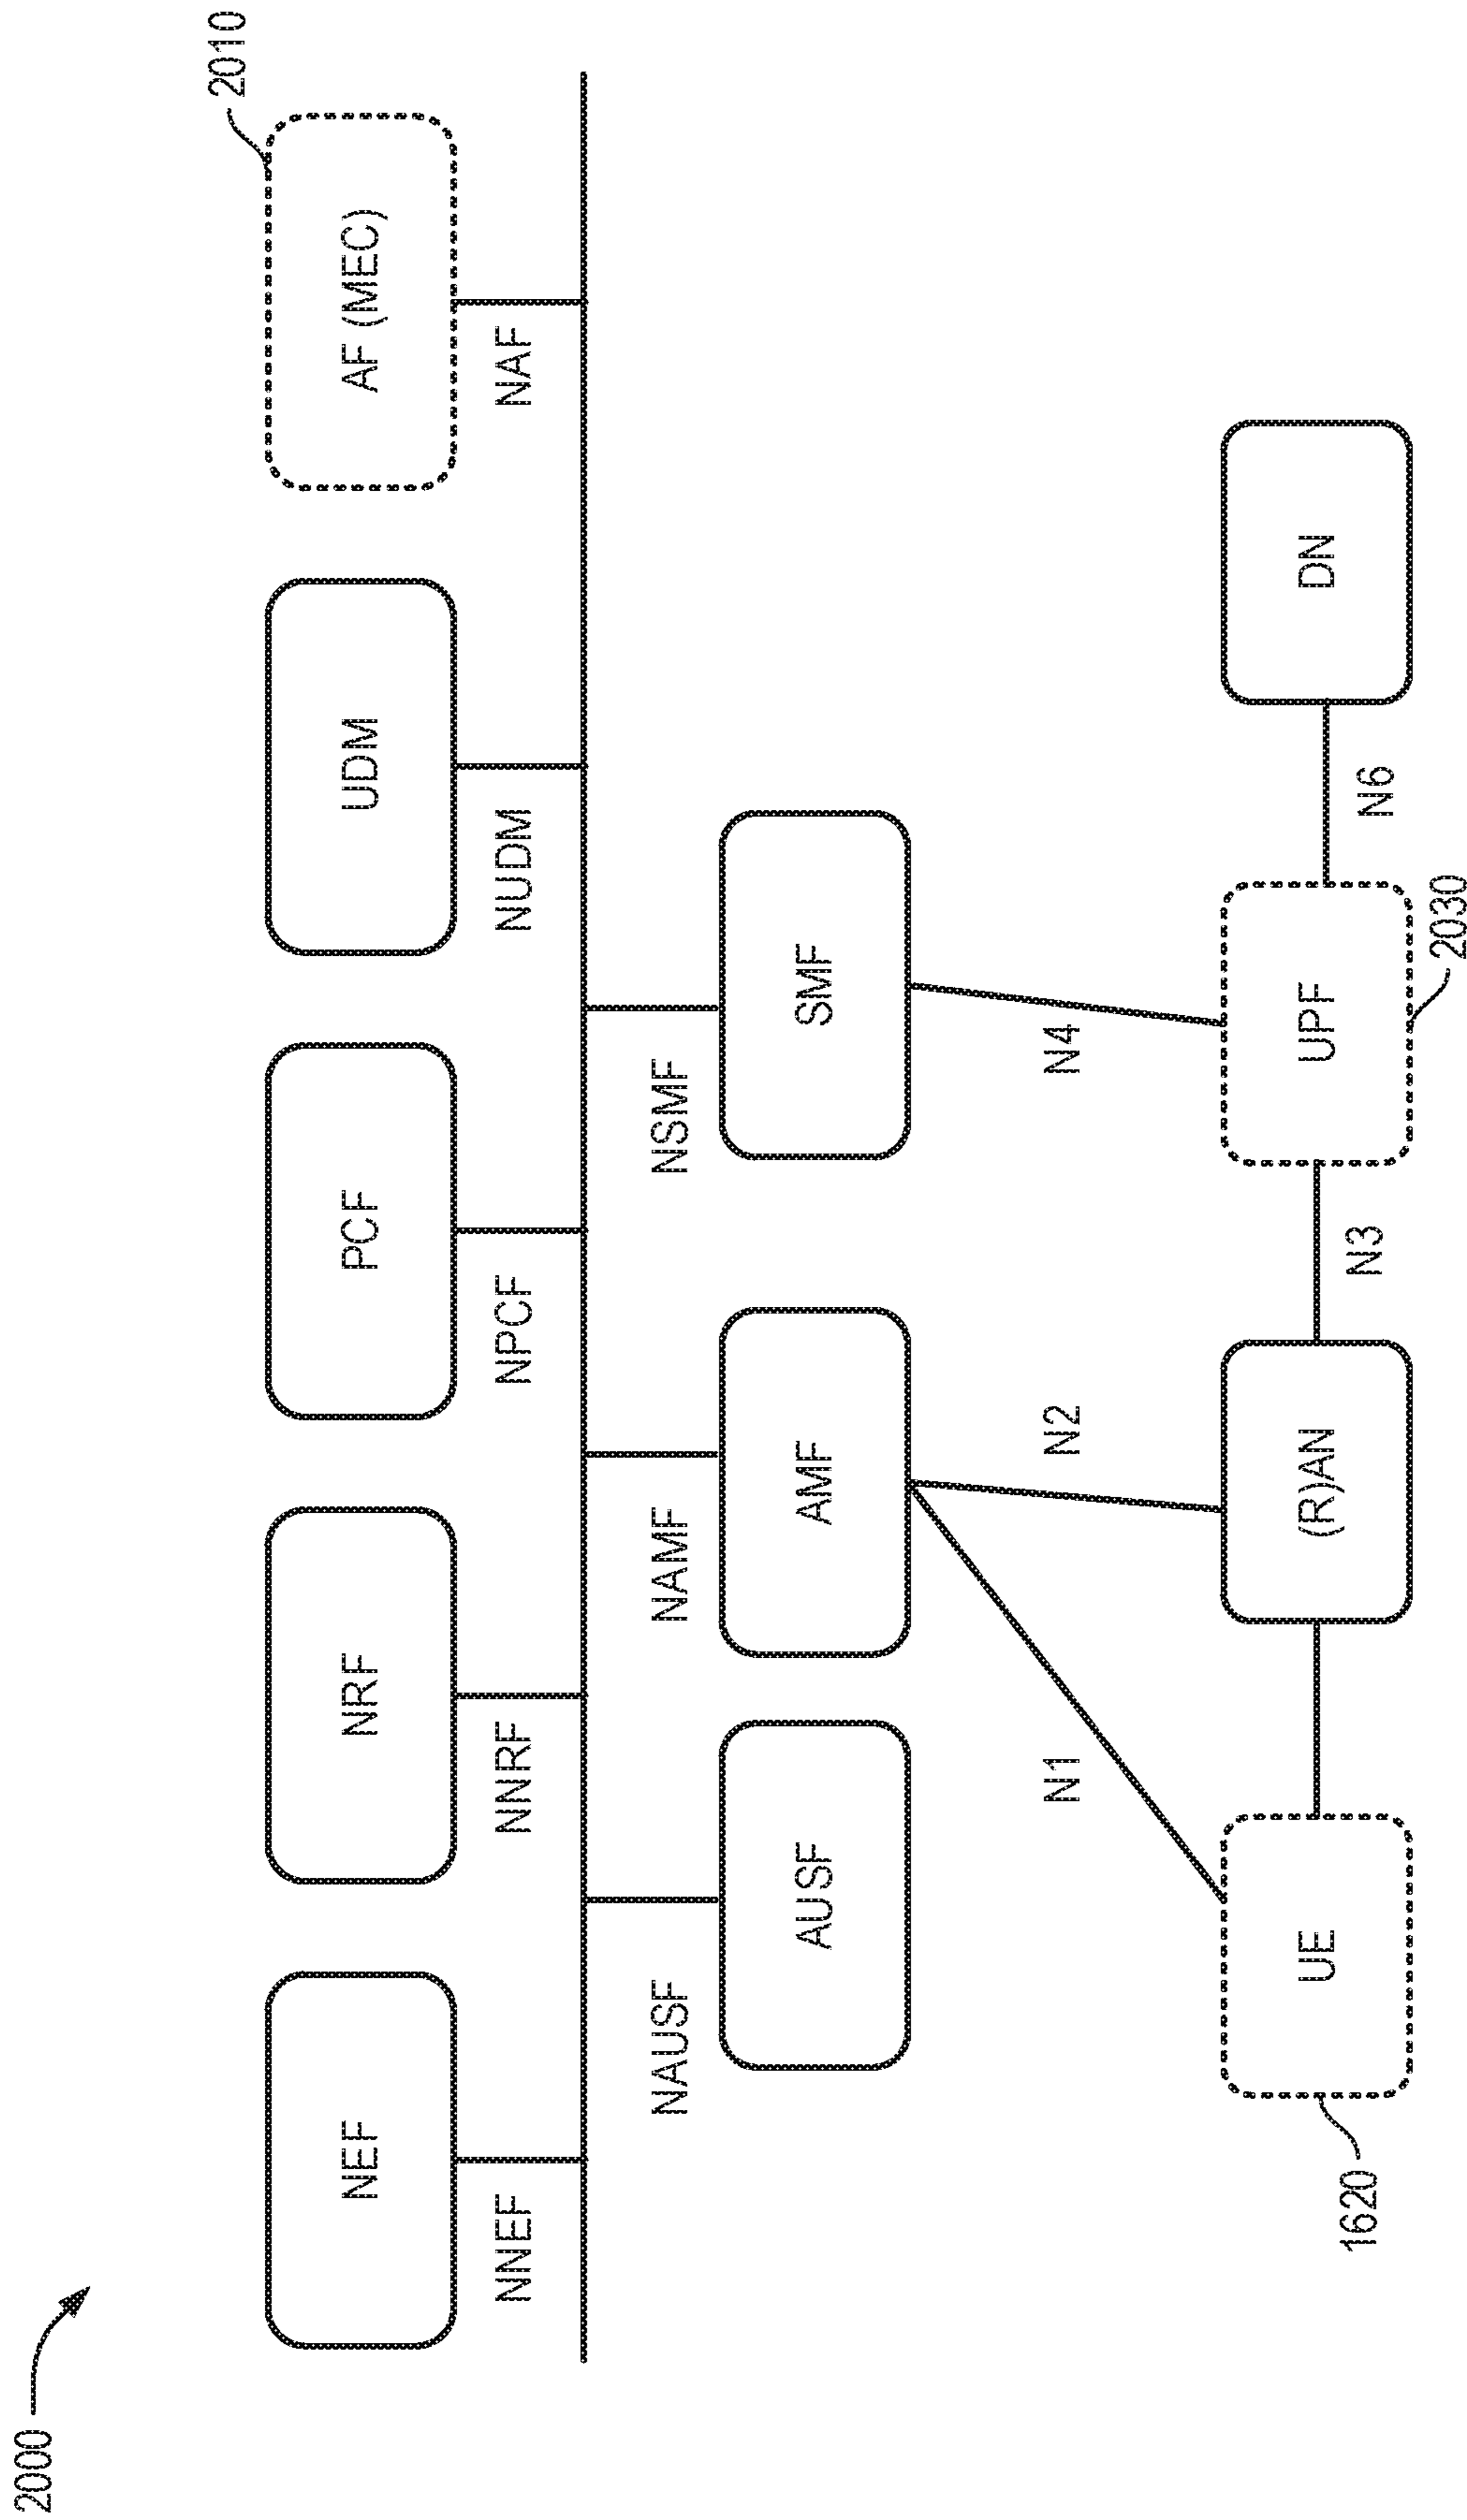 2000
2010
NEF
NRF
PCF
UDM
AF (MEC)
NNEF
NNRF
NPCF
NUDM
NAF
NAUSF
NAMF
NSMF
AUSF
AMF
SMF
N1
N2
N4
UE
(R)AN
UPF
DN
1620
N3
N6
2030